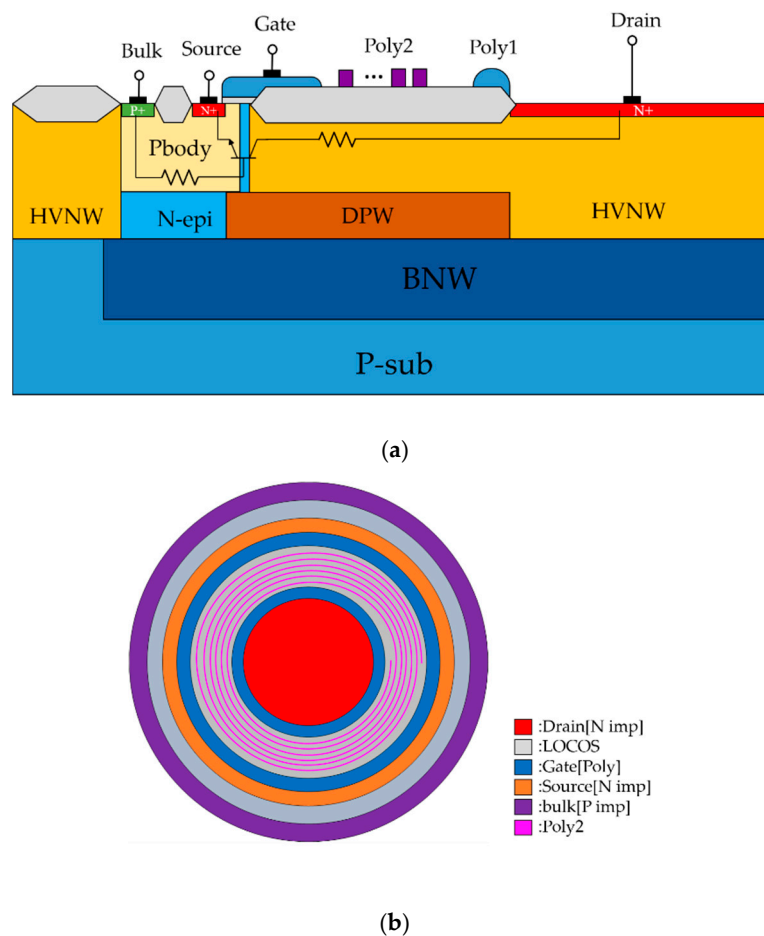 Bulk Source Gate Poly2 Poly1 Drain
...
P+ N+ N+
Pbody
HVNW N-epi DPW HVNW
BNW
P-sub
(a)
:Drain[N imp]
:LOCOS
:Gate[Poly]
:Source[N imp]
:bulk[P imp]
:Poly2
(b)